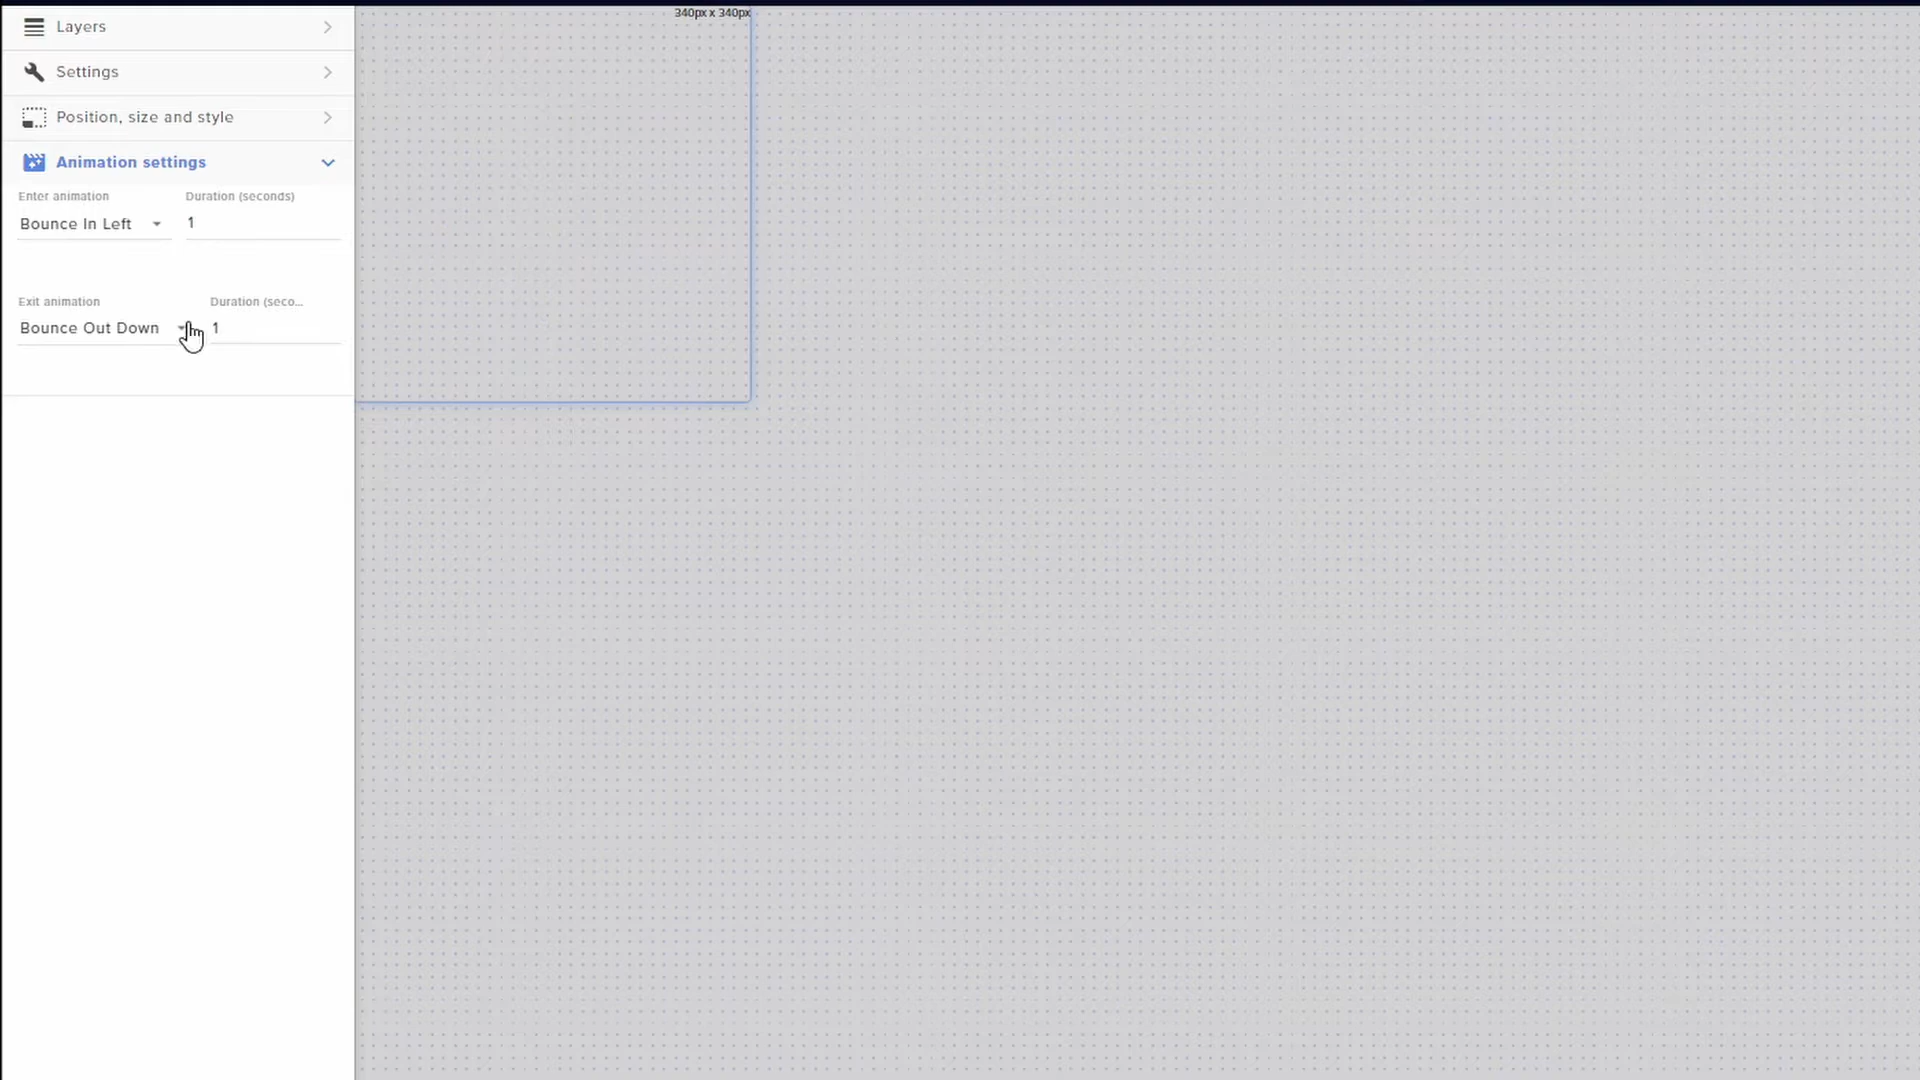 340px x 340px
Layers
Settings
Position, size and style
Animation settings
Enter animation Duration (seconds)
Bounce In Left 1
Exit animation Duration (seco...
Bounce Out Down 1